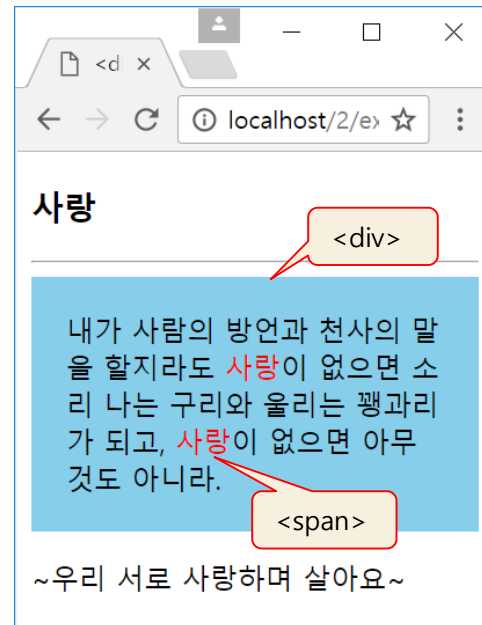 <d
localhost/2/ex
사랑
<div>
내가 사람의 방언과 천사의 말
을 할지라도 사랑이 없으면 소
리 나는 구리와 울리는 꽹과리
가 되고, 사랑이 없으면 아무
것도 아니라.
<span>
~우리 서로 사랑하며 살아요~